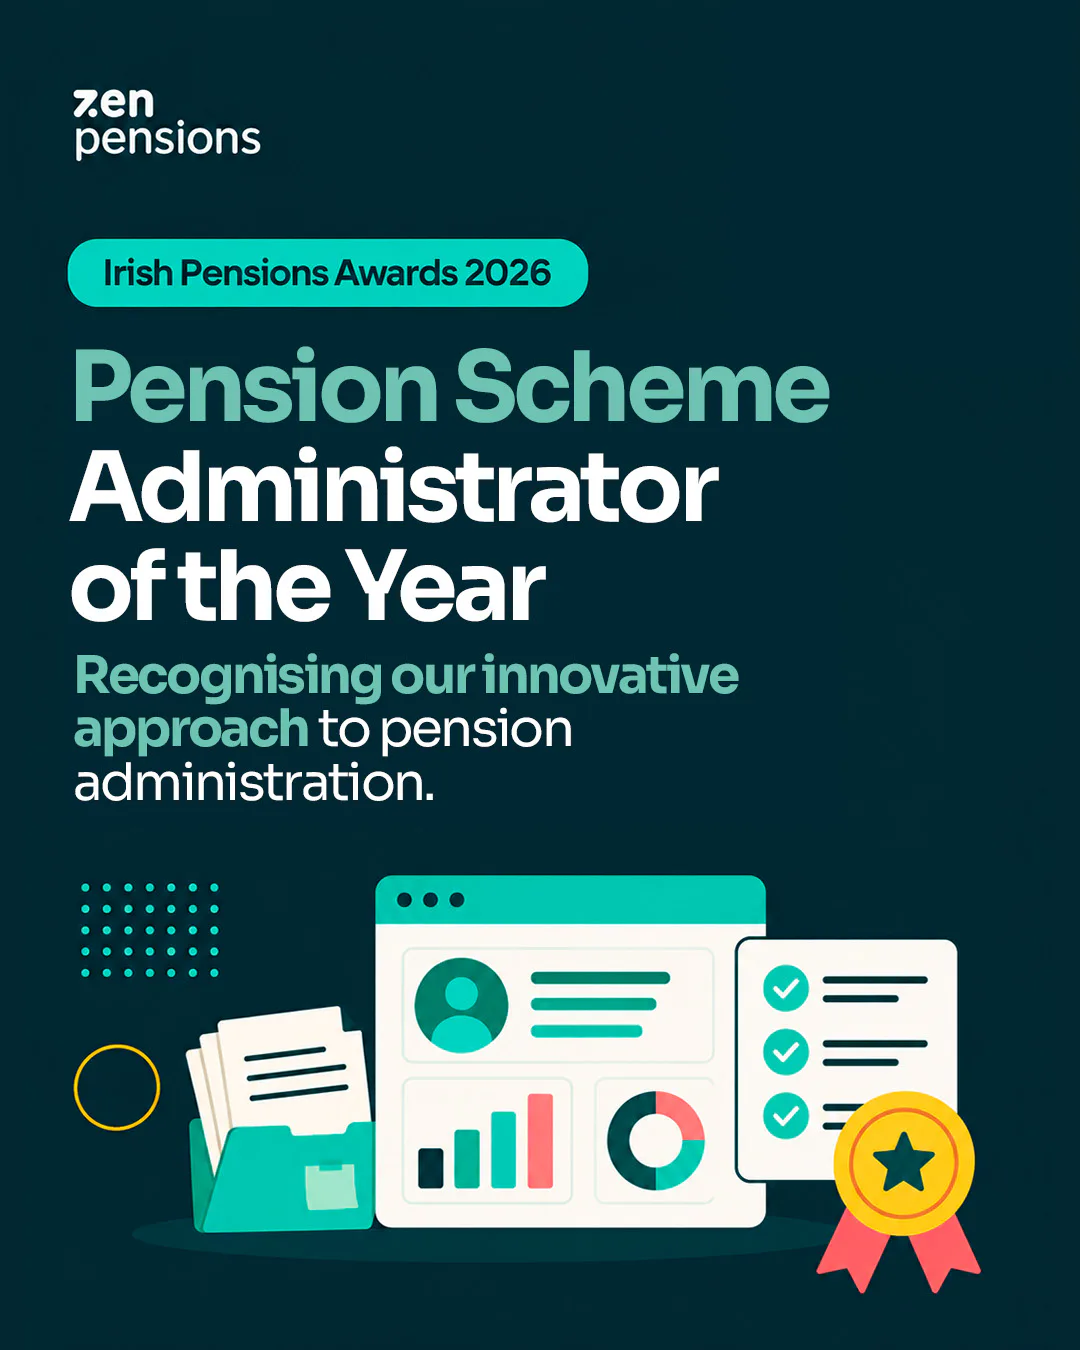 zen
pensions
Irish Pensions Awards 2026
Pension Scheme
Administrator
of the Year
Recognising our innovative
approach to pension
administration.